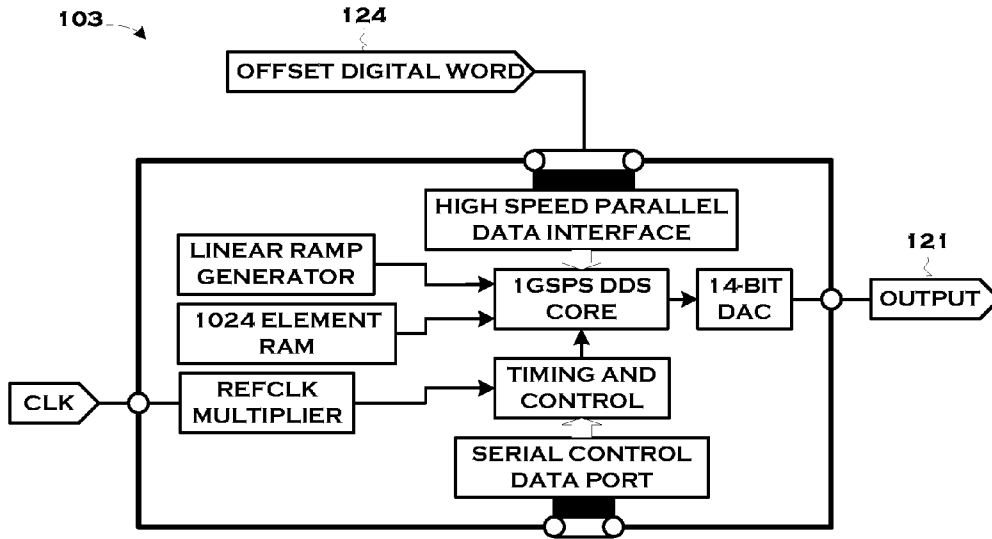 103
124
OFFSET DIGITAL WORD
HIGH SPEED PARALLEL
DATA INTERFACE
LINEAR RAMP
GENERATOR
1GSPS DDS
CORE
14-BIT
DAC
121
OUTPUT
1024 ELEMENT
RAM
CLK
REFCLK
MULTIPLIER
TIMING AND
CONTROL
SERIAL CONTROL
DATA PORT